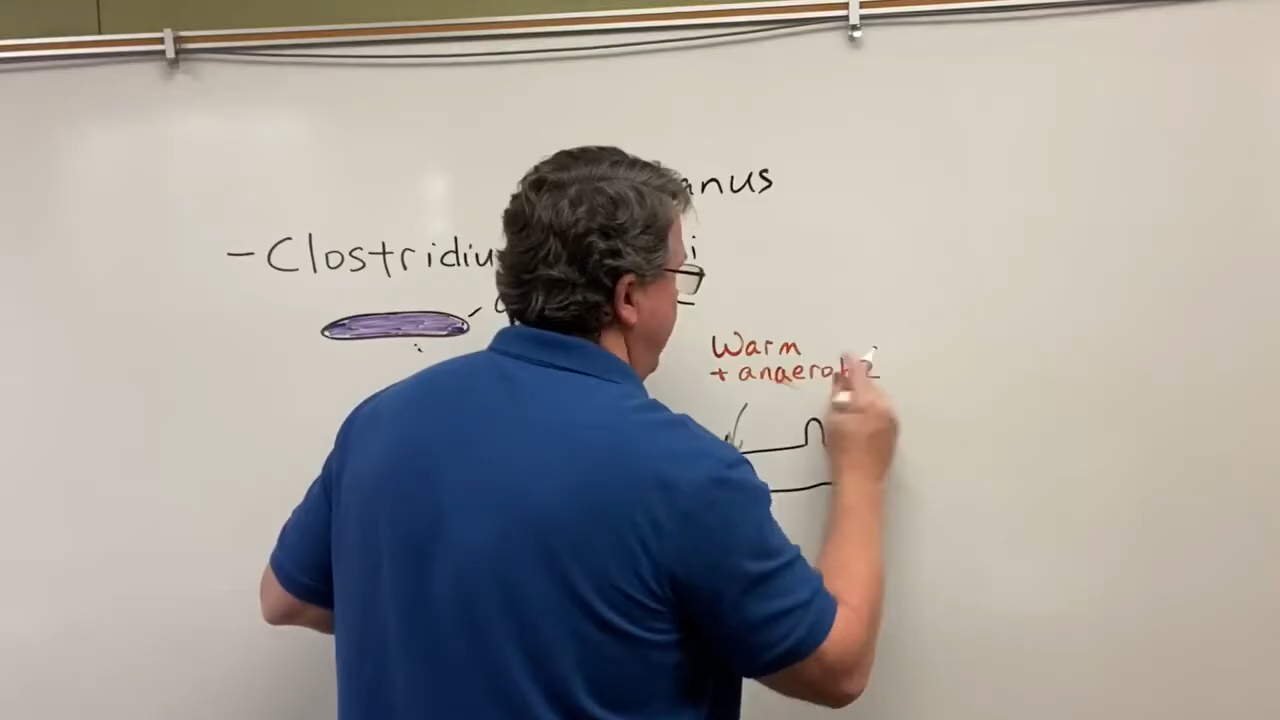 anus
- Clostridiu i
Warm
+ anaerob